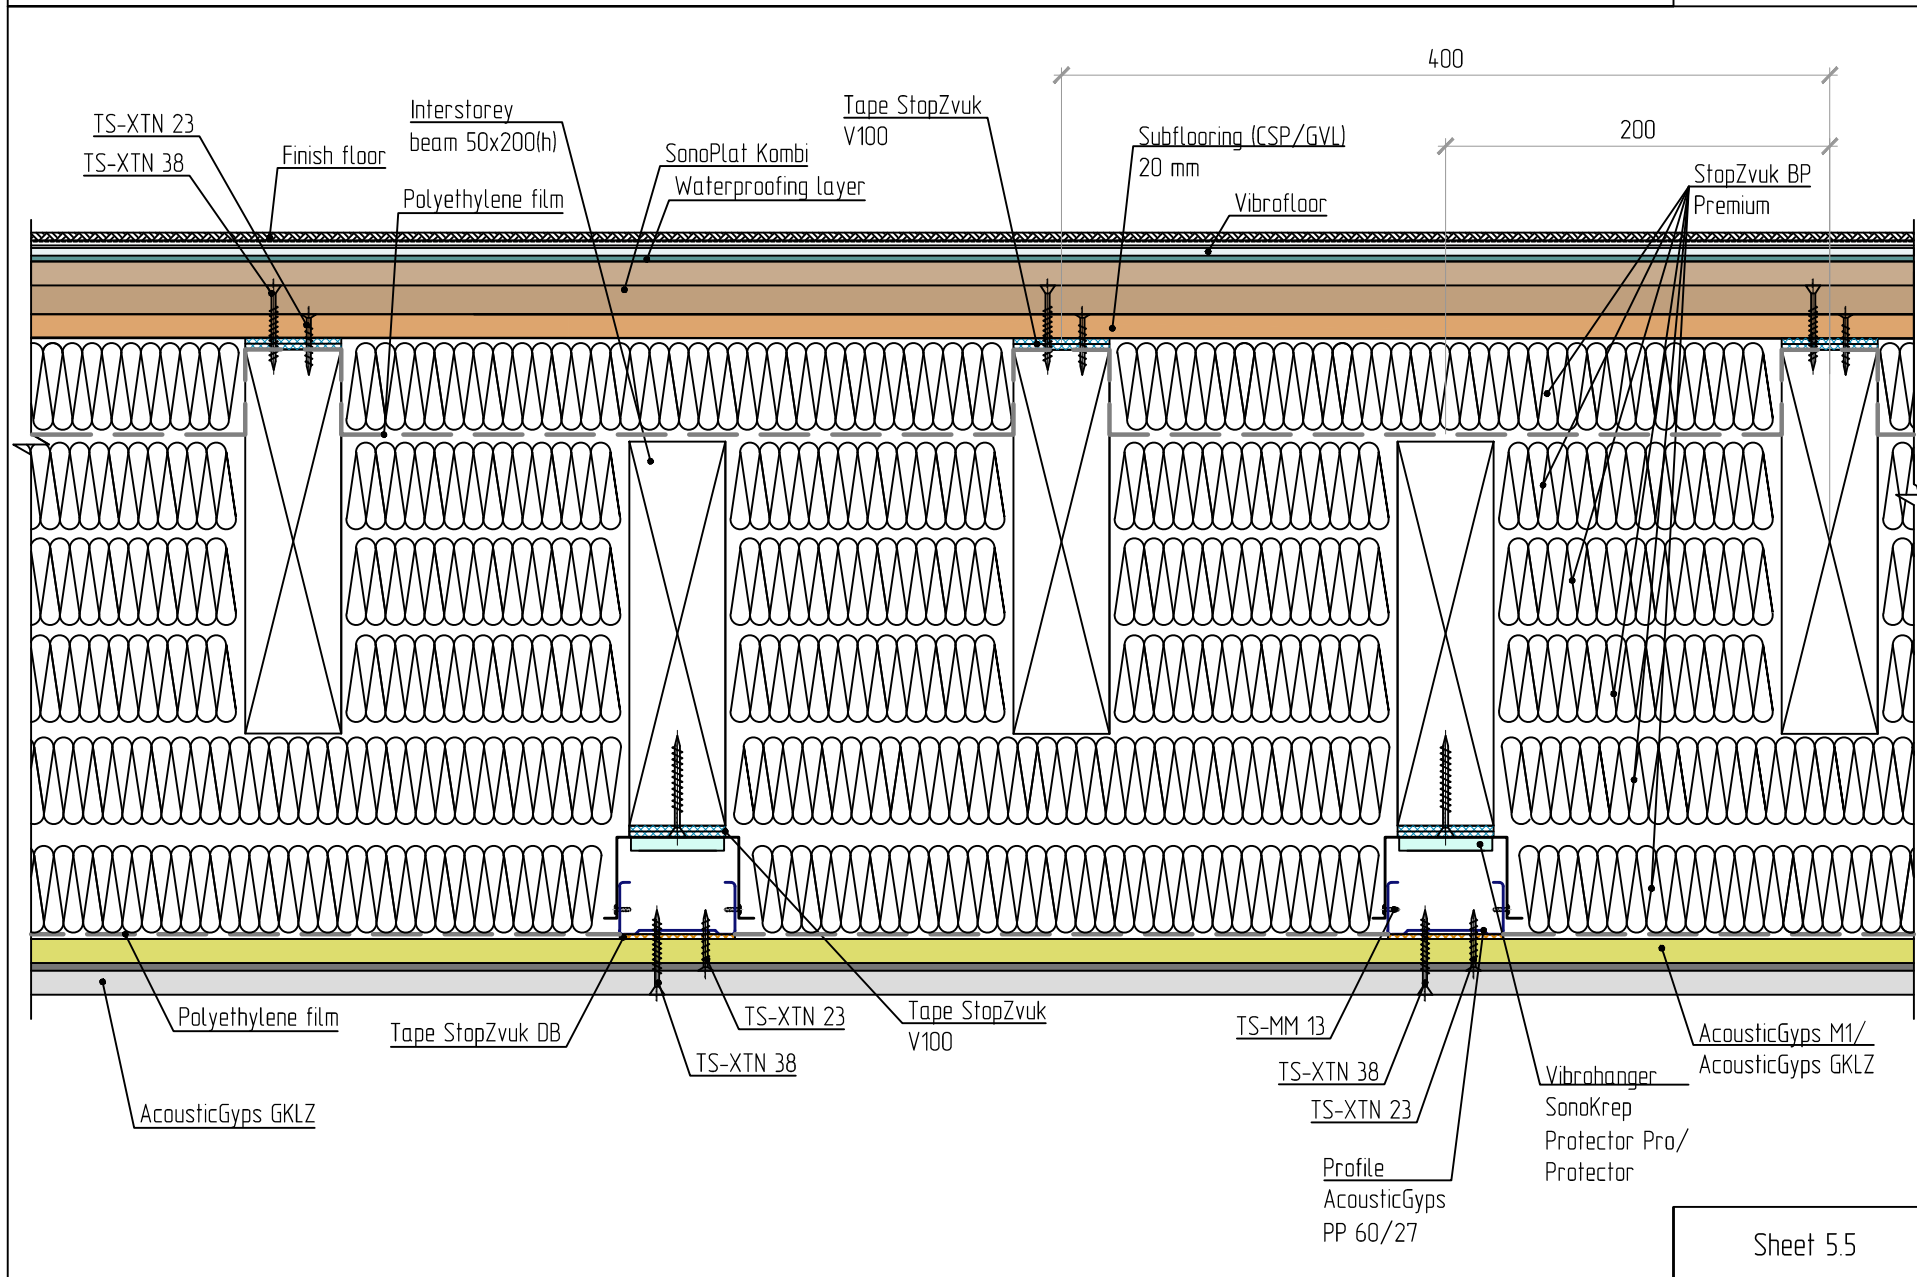 400
TS-XTN 23
TS-XTN 38
Finish floor
Interstorey
beam 50x200(h)
Polyethylene film
SonoPlat Kombi
Waterproofing layer
Tape StopZvuk
V100
Subflooring (CSP/GVL)
20 mm
Vibrofloor
200
StopZvuk BP
Premium
Polyethylene film
AcousticGyps GKLZ
Tape StopZvuk DB
TS-XTN 23
TS-XTN 38
Tape StopZvuk
V100
TS-MM 13
TS-XTN 38
TS-XTN 23
Profile
AcousticGyps
PP 60/27
Vibrohanger
SonoKrep
Protector Pro/
Protector
AcousticGyps M1/
AcousticGyps GKLZ
Sheet 5.5